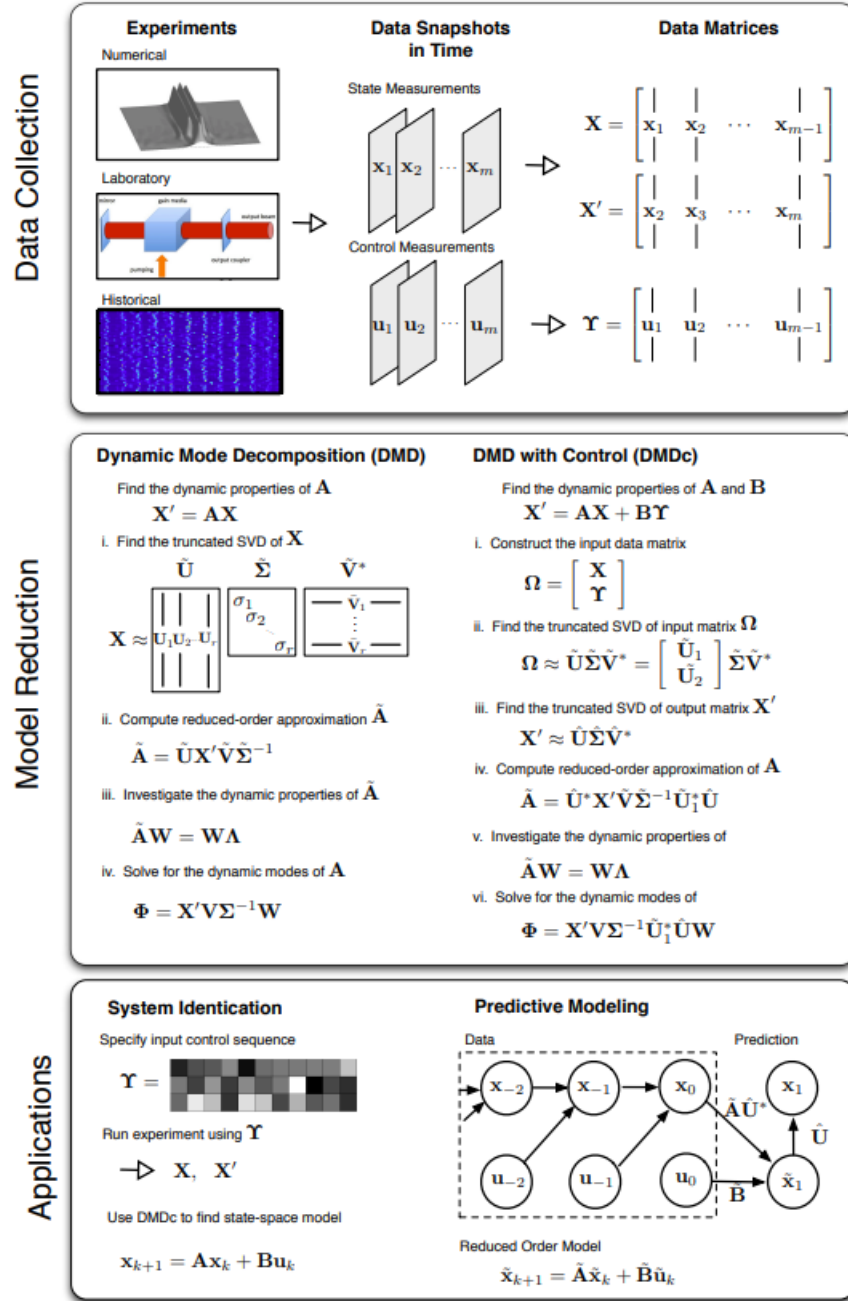 Data Collection
Experiments
Numerical
Laboratory
mirror
gain media
output beam
pumping
output coupler
Historical
Data Snapshots
in Time
State Measurements
x₁ x₂ ... xₘ
Control Measurements
u₁ u₂ ... uₘ
Data Matrices
X = [ x₁ x₂ ⋯ xₘ₋₁ ]
X′ = [ x₂ x₃ ⋯ xₘ ]
Υ = [ u₁ u₂ ⋯ uₘ₋₁ ]
Model Reduction
Dynamic Mode Decomposition (DMD)
Find the dynamic properties of A
X′ = AX
i. Find the truncated SVD of X
Ũ Σ̃ Ṽ*
X ≈ [ U₁ U₂ ... Uᵣ ] [ σ₁ σ₂ ... σᵣ ] [ ṽ₁ ⋮ ṽᵣ ]
ii. Compute reduced-order approximation Ã
Ã = ŨX′ṼΣ̃⁻¹
iii. Investigate the dynamic properties of Ã
ÃW = WΛ
iv. Solve for the dynamic modes of A
Φ = X′VΣ⁻¹W
DMD with Control (DMDc)
Find the dynamic properties of A and B
X′ = AX + BΥ
i. Construct the input data matrix
Ω = [ X Υ ]
ii. Find the truncated SVD of input matrix Ω
Ω ≈ ŨΣ̃Ṽ* = [ Ũ₁ Ũ₂ ] Σ̃Ṽ*
iii. Find the truncated SVD of output matrix X′
X′ ≈ ÛΣ̂V̂*
iv. Compute reduced-order approximation of A
Ã = Û*X′ṼΣ̃⁻¹Ũ₁*Û
v. Investigate the dynamic properties of
ÃW = WΛ
vi. Solve for the dynamic modes of
Φ = X′VΣ⁻¹Ũ₁*ÛW
Applications
System Identification
Specify input control sequence
Υ =
Run experiment using Υ
X, X′
Use DMDc to find state-space model
xₖ₊₁ = Axₖ + Buₖ
Predictive Modeling
Data
Prediction
x₋₂ x₋₁ x₀ x₁
ÃÛ*
Û
u₋₂ u₋₁ u₀ x̃₁
B̃
Reduced Order Model
x̃ₖ₊₁ = Ãx̃ₖ + B̃ũₖ